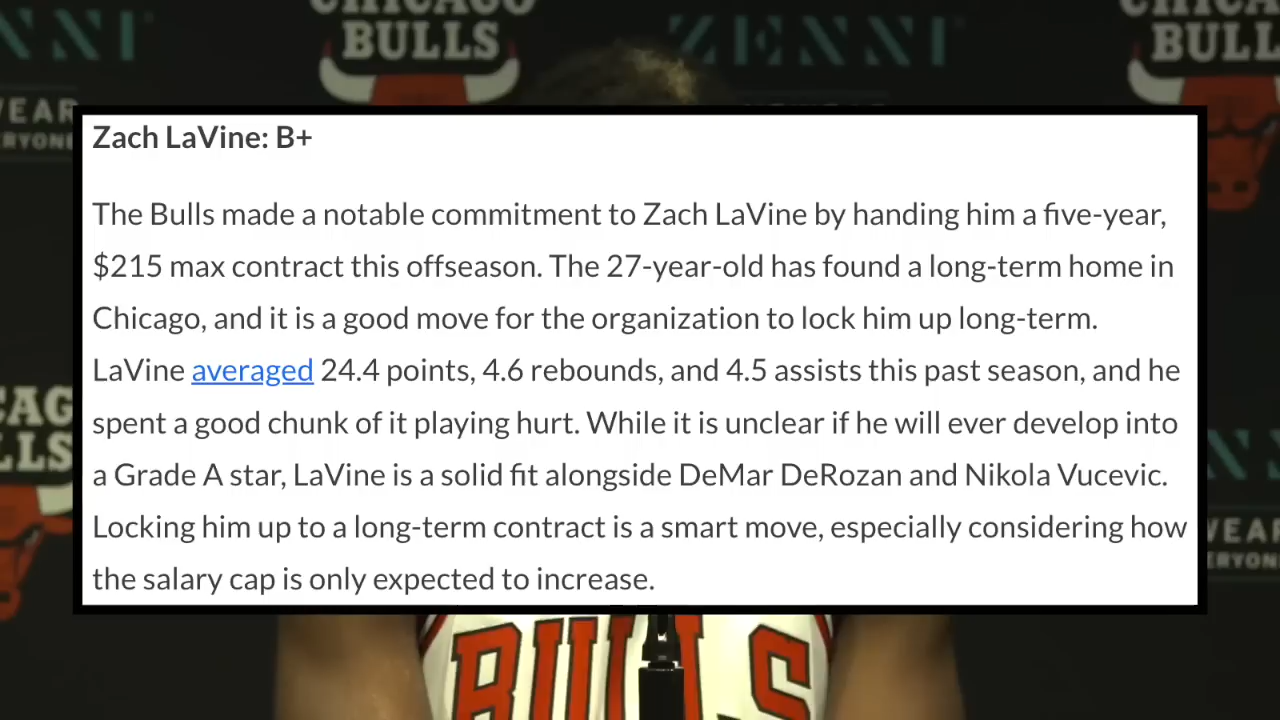 CHICAGO
BULLS
ZENNI
CHICAGO
BULLS
Zach LaVine: B+
The Bulls made a notable commitment to Zach LaVine by handing him a five-year,
$215 max contract this offseason. The 27-year-old has found a long-term home in
Chicago, and it is a good move for the organization to lock him up long-term.
LaVine averaged 24.4 points, 4.6 rebounds, and 4.5 assists this past season, and he
spent a good chunk of it playing hurt. While it is unclear if he will ever develop into
a Grade A star, LaVine is a solid fit alongside DeMar DeRozan and Nikola Vucevic.
Locking him up to a long-term contract is a smart move, especially considering how
the salary cap is only expected to increase.
BULLS